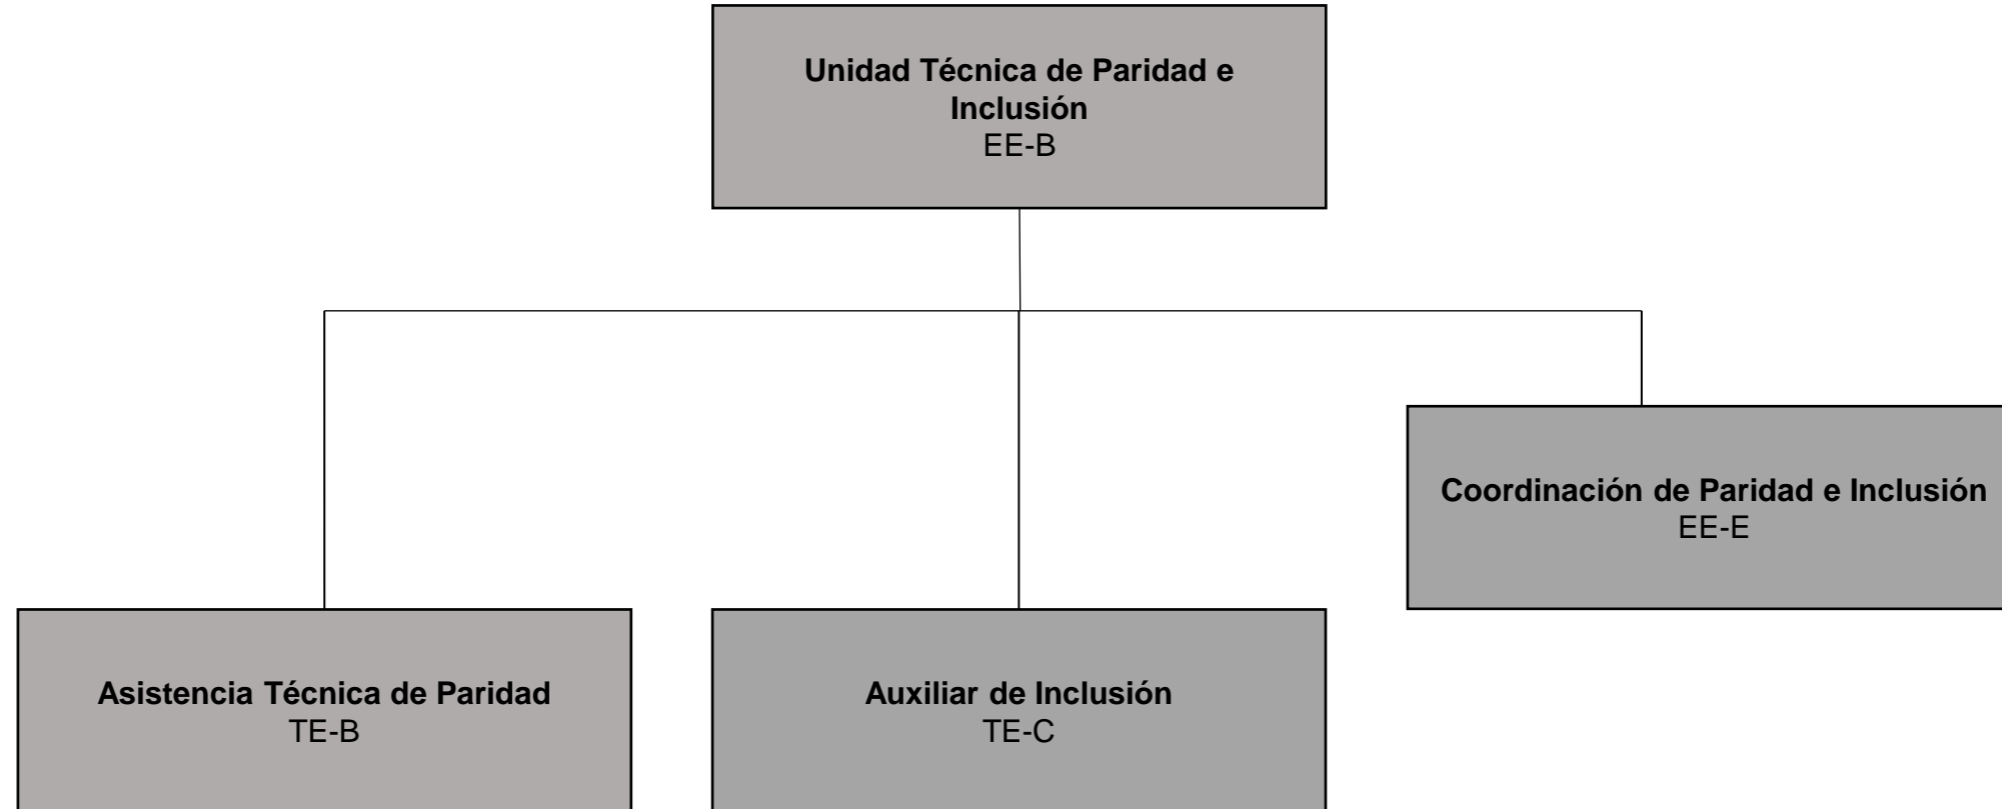 Unidad Técnica de Paridad e
Inclusión
EE-B
Coordinación de Paridad e Inclusión
EE-E
Asistencia Técnica de Paridad
TE-B
Auxiliar de Inclusión
TE-C